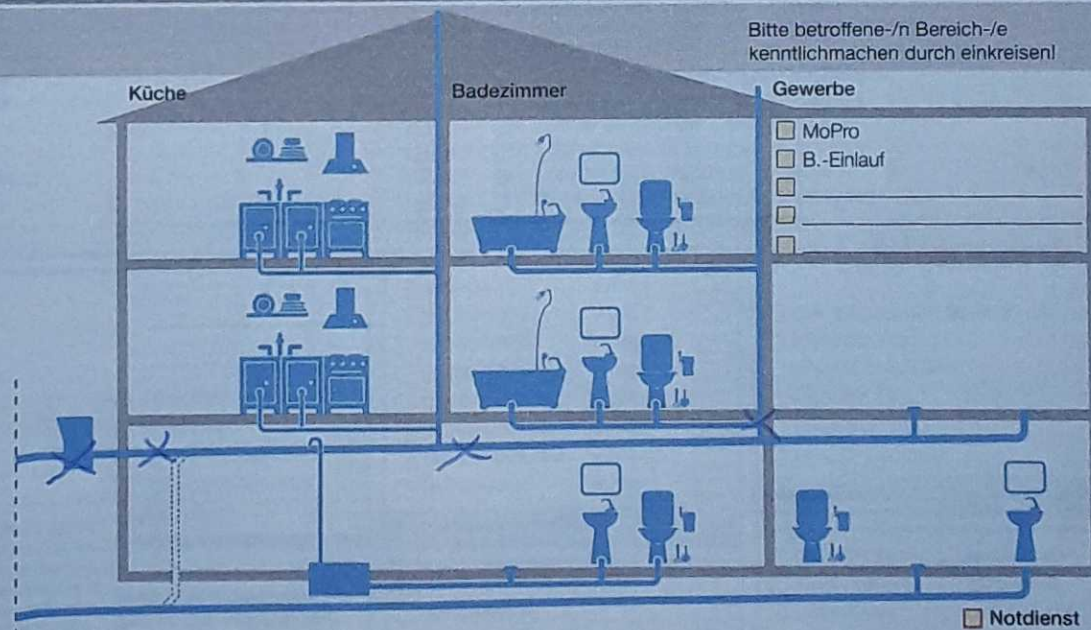 Bitte betroffene-/n Bereich-/e
kenntlichmachen durch einkreisen!
Küche
Badezimmer
Gewerbe
MoPro
B.-Einlauf
Notdienst